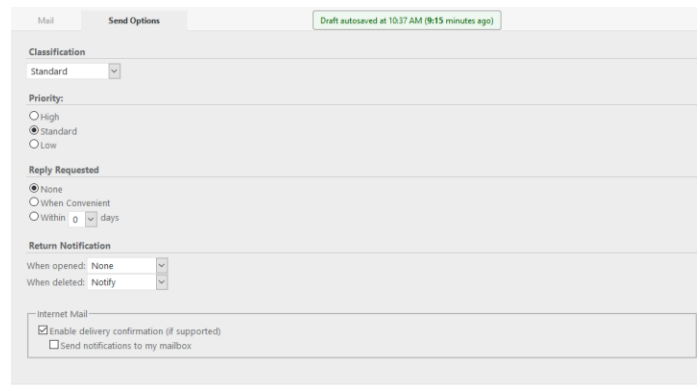 Mail Send Options Draft autosaved at 10:37 AM (9:15 minutes ago)
Classification
Standard
Priority:
High
Standard
Low
Reply Requested
None
When Convenient
Within 0 days
Return Notification
When opened: None
When deleted: Notify
Internet Mail
Enable delivery confirmation (if supported)
Send notifications to my mailbox